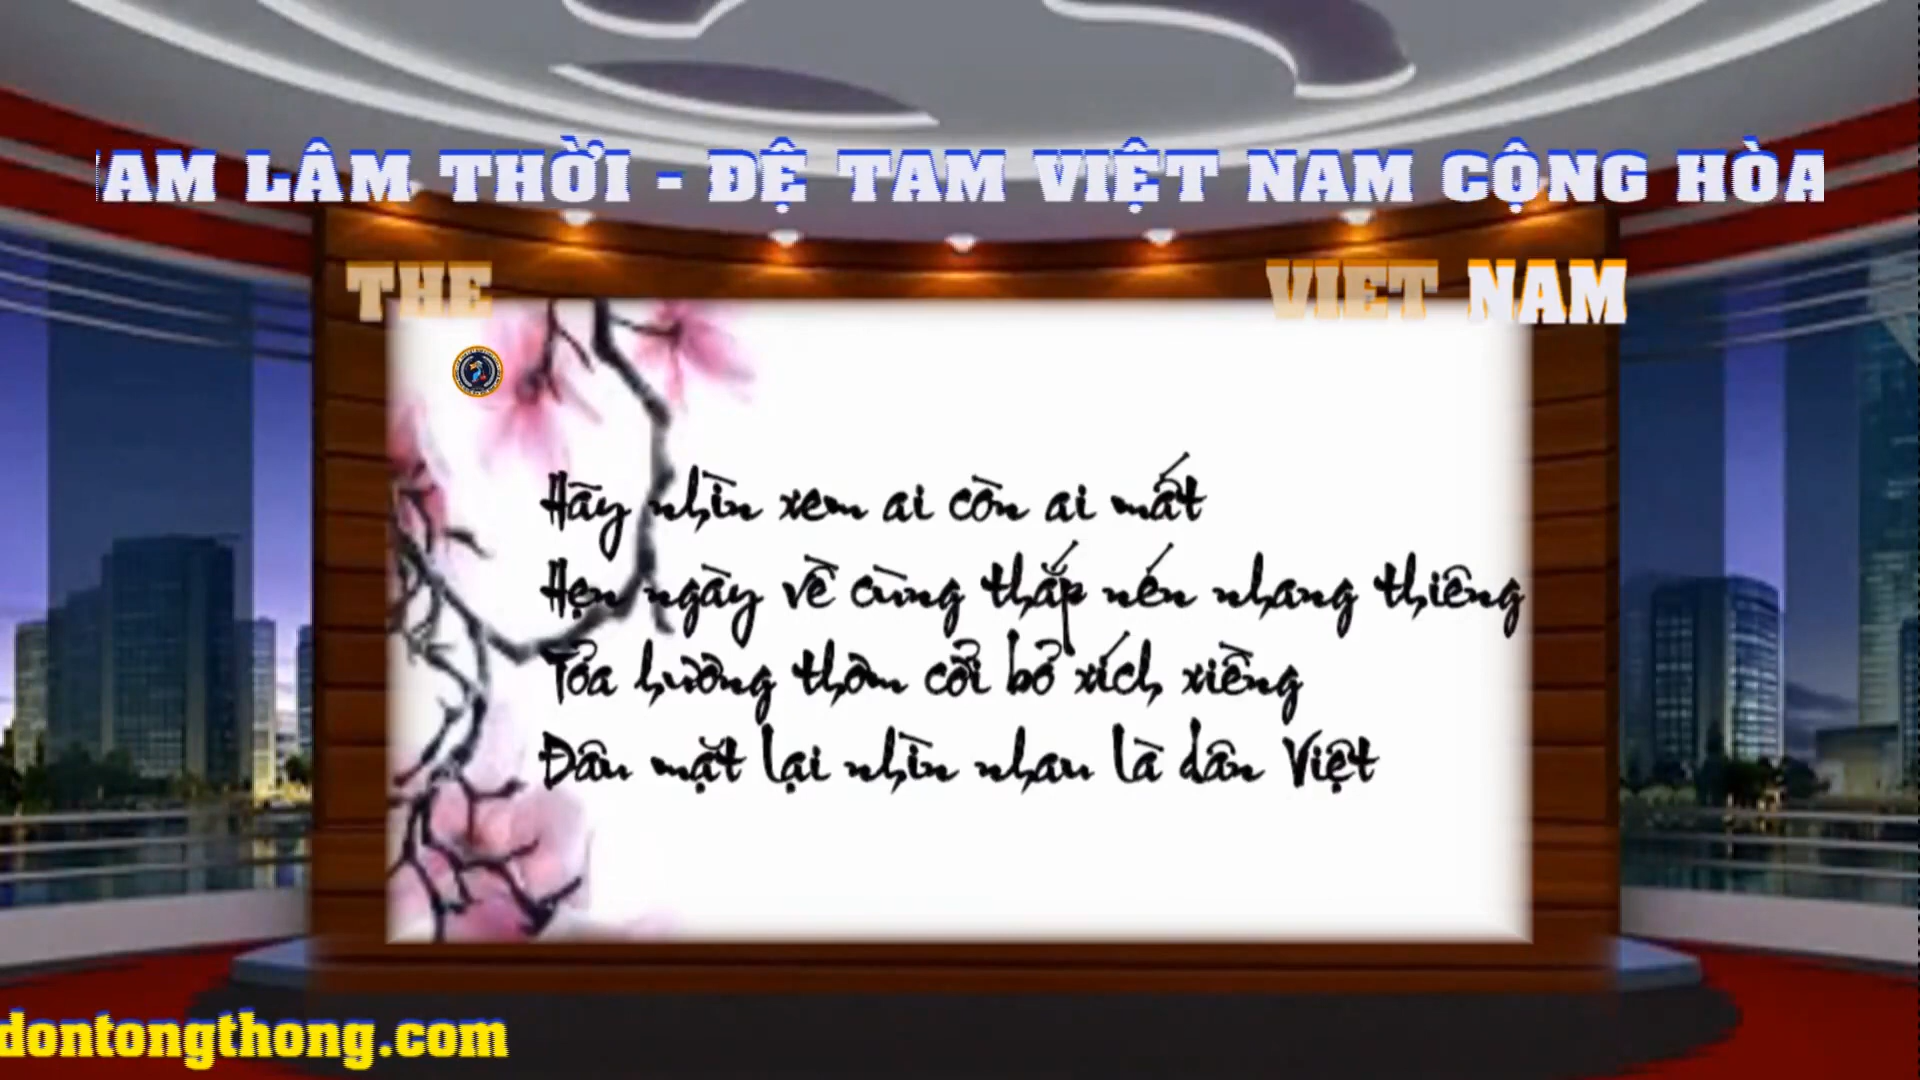 AM LÂM THỜI - ĐỆ TAM VIỆT NAM CỘNG HÒA
THE VIET NAM
Hãy nhìn xem ai còn ai mất
Hẹn ngày về cùng thắp nén nhang thiêng
Tỏa hường thơm cởi bỏ xích xiềng
Đâu mặt lại nhìn nhau là dân Việt
dontongthong.com